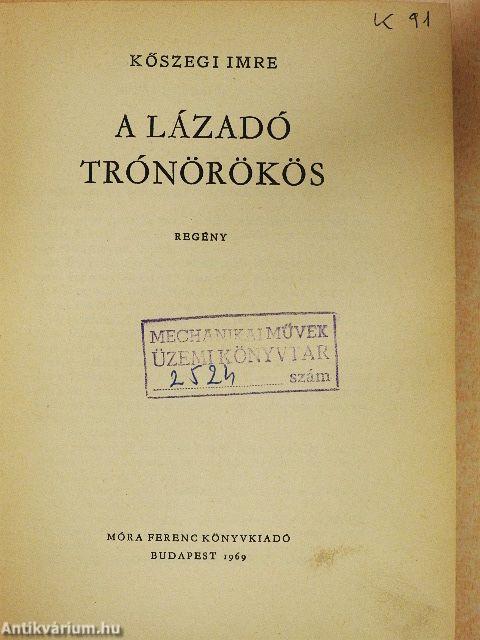 K 91
KŐSZEGI IMRE
A LÁZADÓ
TRÓNÖRÖKÖS
REGÉNY
MECHANIKAI MŰVEK
ÜZEMI KÖNYVTÁR
2524 szám
MÓRA FERENC KÖNYVKIADÓ
BUDAPEST 1969
Antikvárium.hu